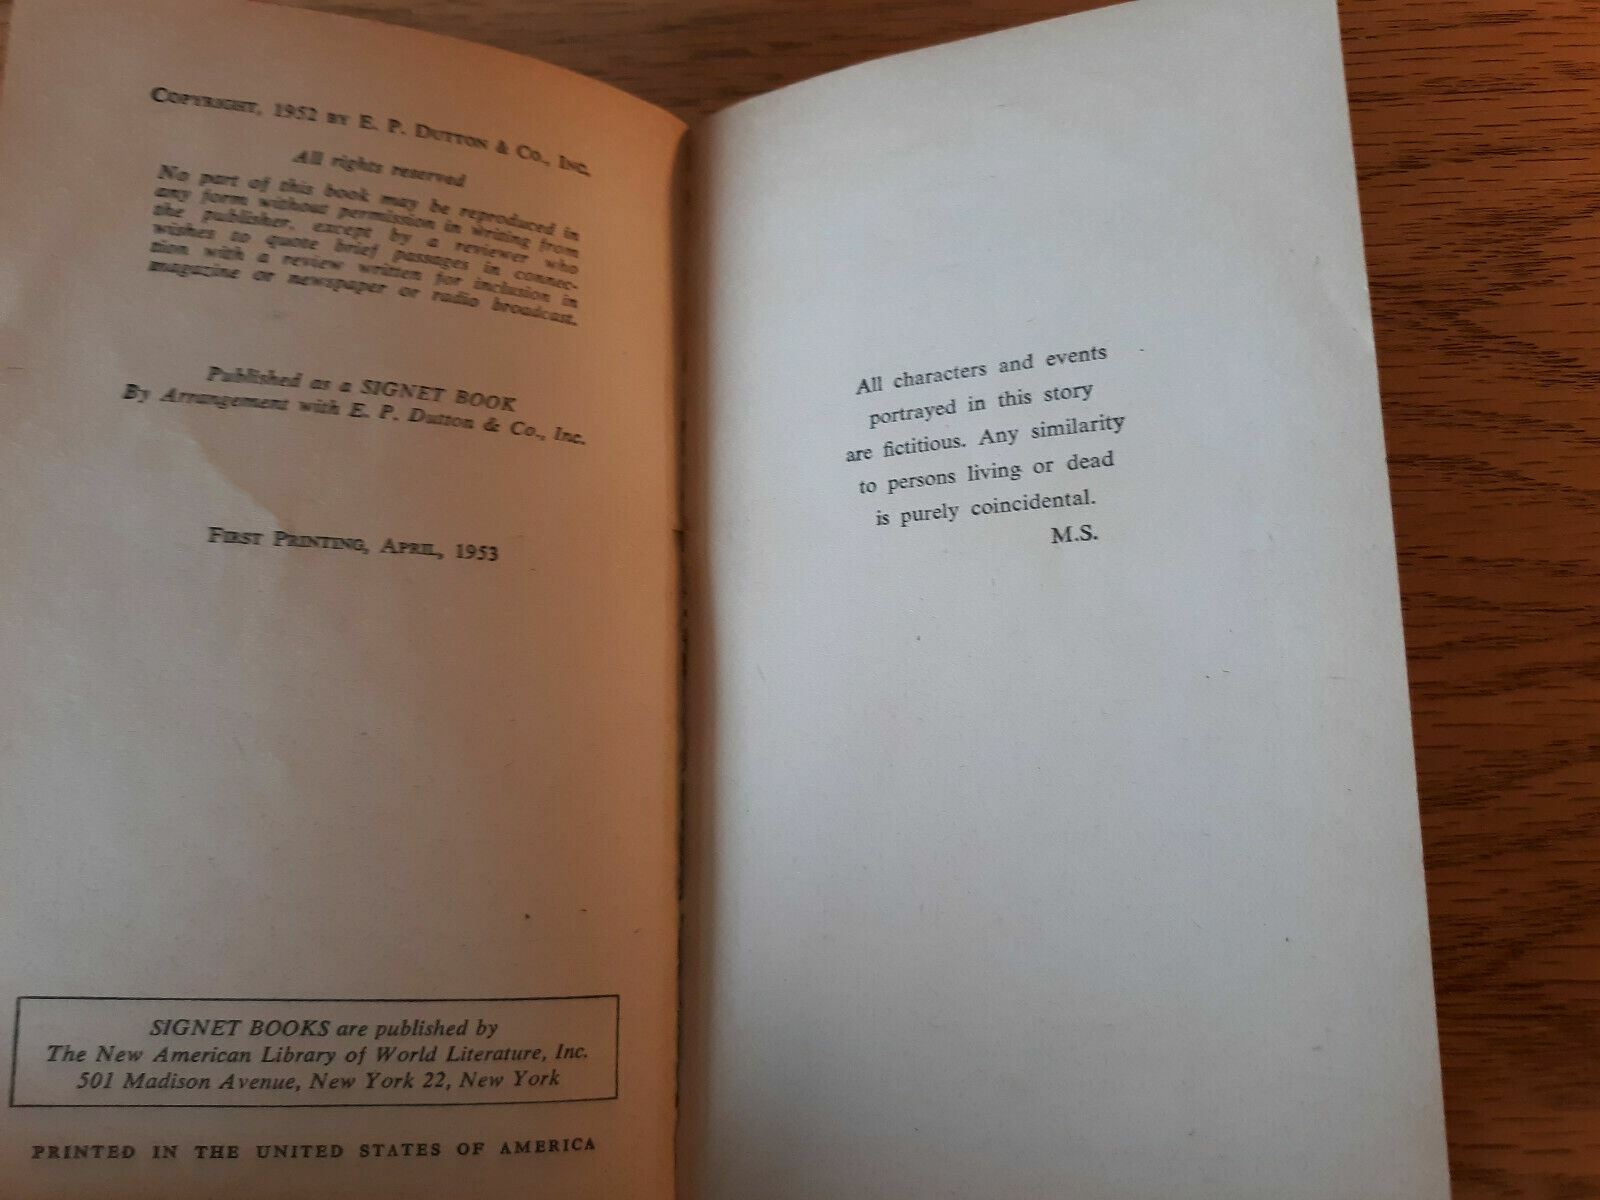 COPYRIGHT, 1952 BY E. P. DUTTON & CO., INC.
All rights reserved
No part of this book may be reproduced in
any form without permission in writing from
the publisher, except by a reviewer who
wishes to quote brief passages in connec-
tion with a review written for inclusion in
magazine or newspaper or radio broadcast.
Published as a SIGNET BOOK
By Arrangement with E. P. Dutton & Co., Inc.
FIRST PRINTING, APRIL, 1953
SIGNET BOOKS are published by
The New American Library of World Literature, Inc.
501 Madison Avenue, New York 22, New York
PRINTED IN THE UNITED STATES OF AMERICA
All characters and events
portrayed in this story
are fictitious. Any similarity
to persons living or dead
is purely coincidental.
M.S.